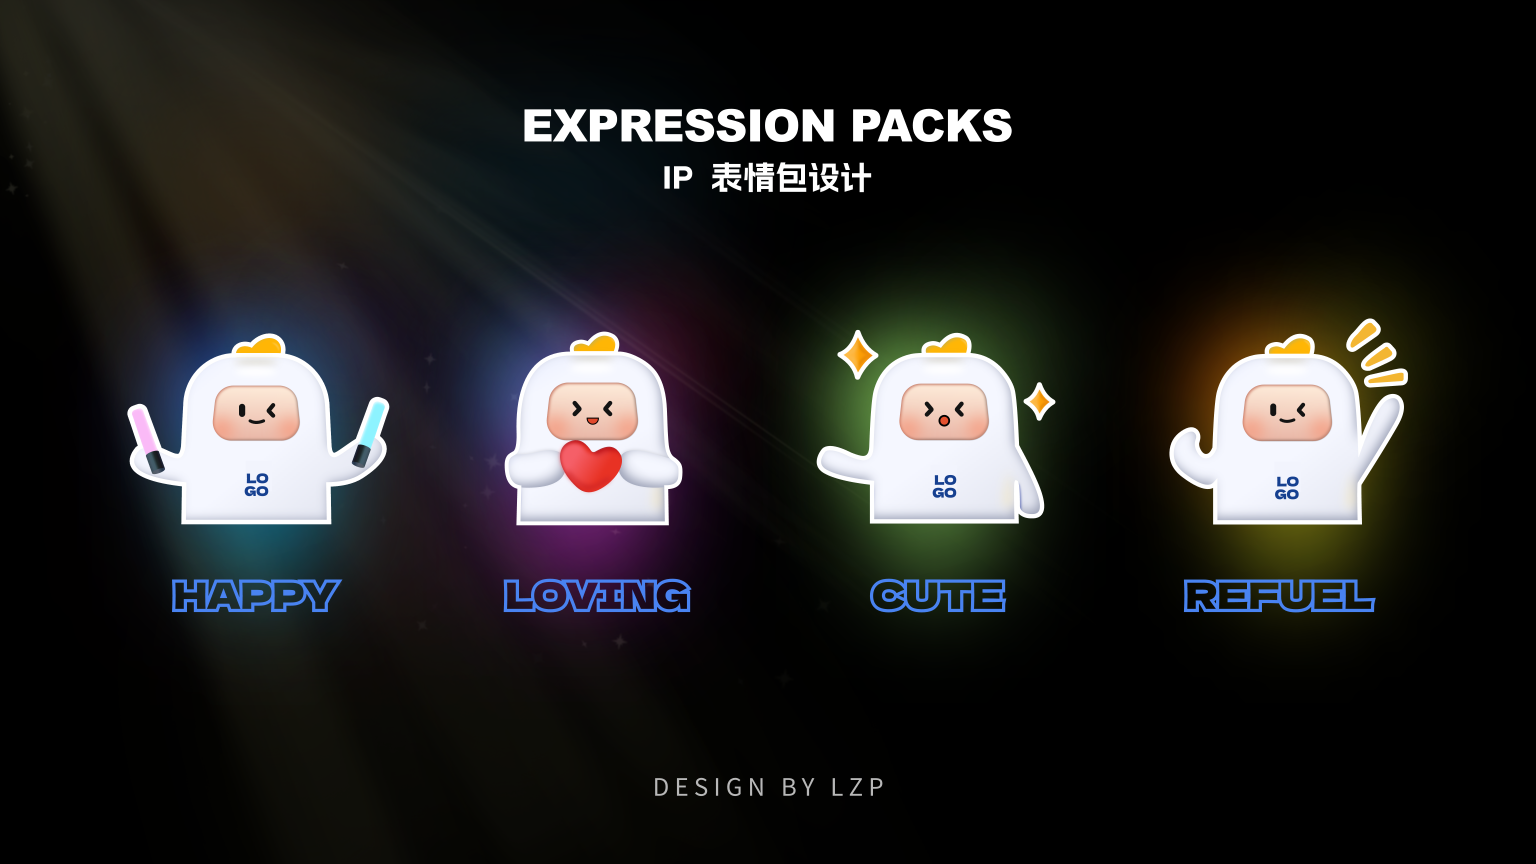 EXPRESSION PACKS
IP 表情包设计
LO
GO
LO
GO
LO
GO
HAPPY
LOVING
CUTE
REFUEL
DESIGN BY LZP